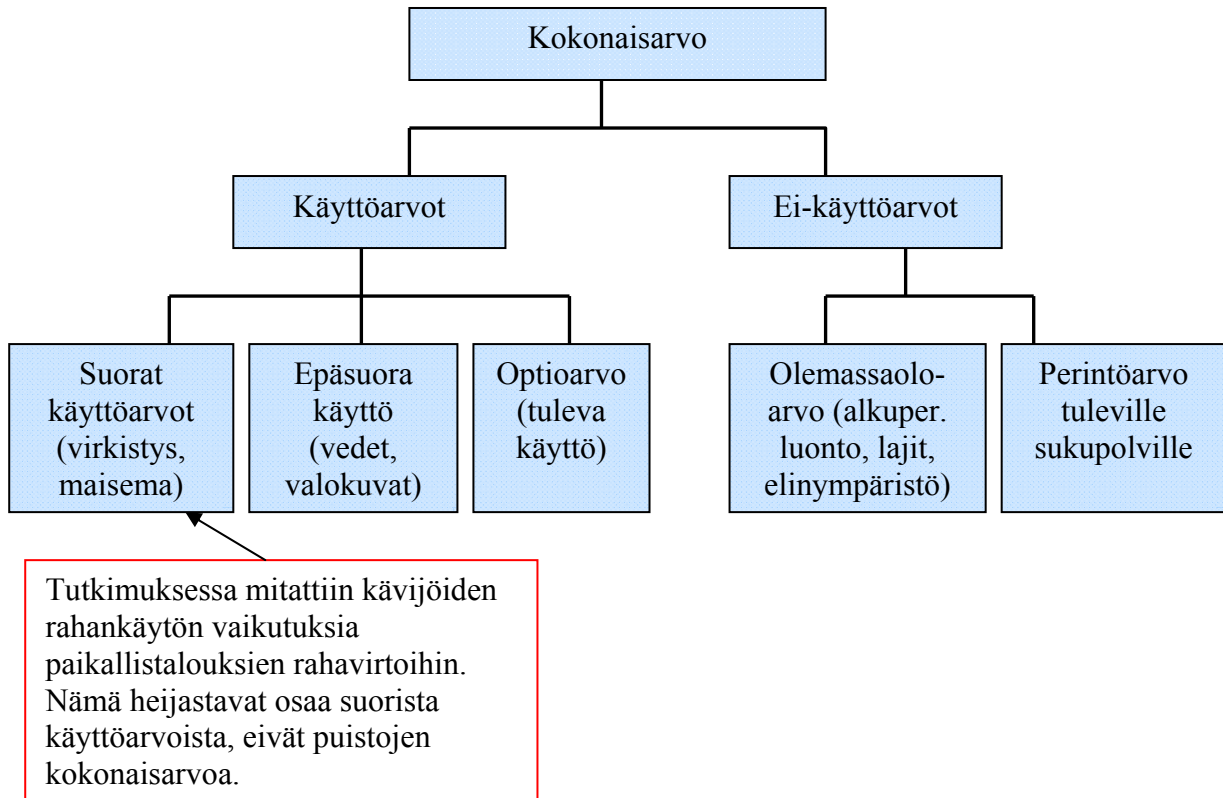 Kokonaisarvo
Käyttöarvot
Ei-käyttöarvot
Suorat
käyttöarvot
(virkistys,
maisema)
Epäsuora
käyttö
(vedet,
valokuvat)
Optioarvo
(tuleva
käyttö)
Olemassaolo-
arvo (alkuper.
luonto, lajit,
elinympäristö)
Perintöarvo
tuleville
sukupolville
Tutkimuksessa mitattiin kävijöiden
rahankäytön vaikutuksia
paikallistalouksien rahavirtoihin.
Nämä heijastavat osaa suorista
käyttöarvoista, eivät puistojen
kokonaisarvoa.